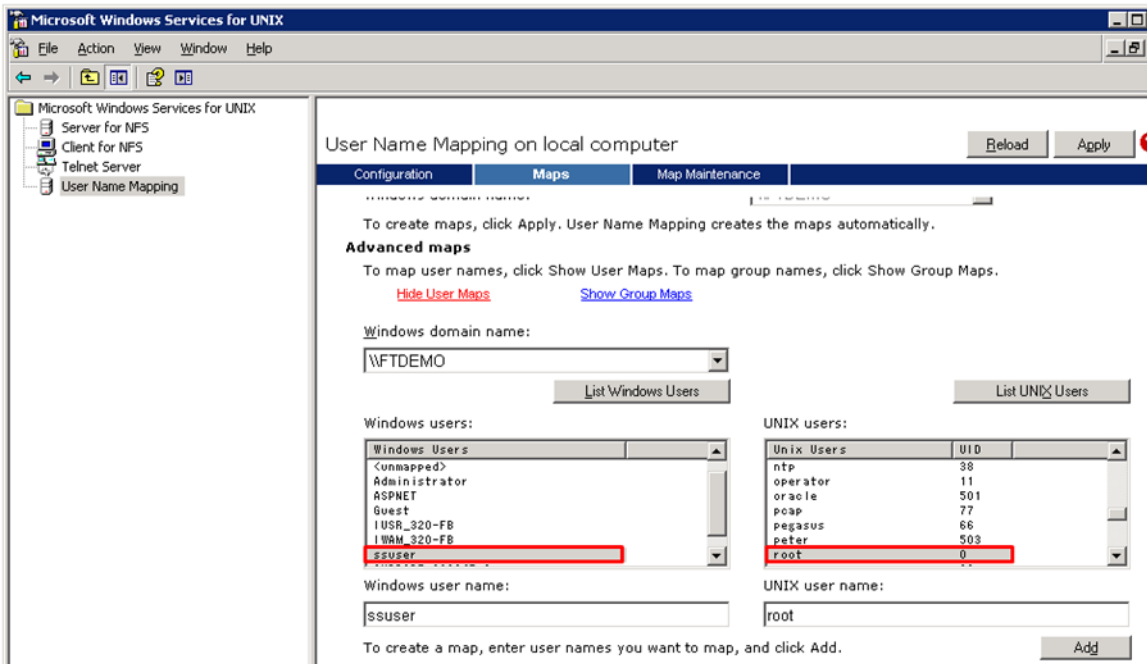 Microsoft Windows Services for UNIX
File Action View Window Help
Microsoft Windows Services for UNIX
Server for NFS
Client for NFS
Telnet Server
User Name Mapping
User Name Mapping on local computer
Reload Apply
Configuration Maps Map Maintenance
Windows domain name:
To create maps, click Apply. User Name Mapping creates the maps automatically.
Advanced maps
To map user names, click Show User Maps. To map group names, click Show Group Maps.
Hide User Maps Show Group Maps
Windows domain name:
\\FTDEMO
List Windows Users List UNIX Users
Windows users: UNIX users:
Windows Users Unix Users UID
<unmapped> ntp 38
Administrator operator 11
ASPNET oracle 501
Guest pcap 77
IUSR_320-FB pegasus 66
IWAM_320-FB peter 503
ssuser root 0
Windows user name: UNIX user name:
ssuser root
To create a map, enter user names you want to map, and click Add. Add